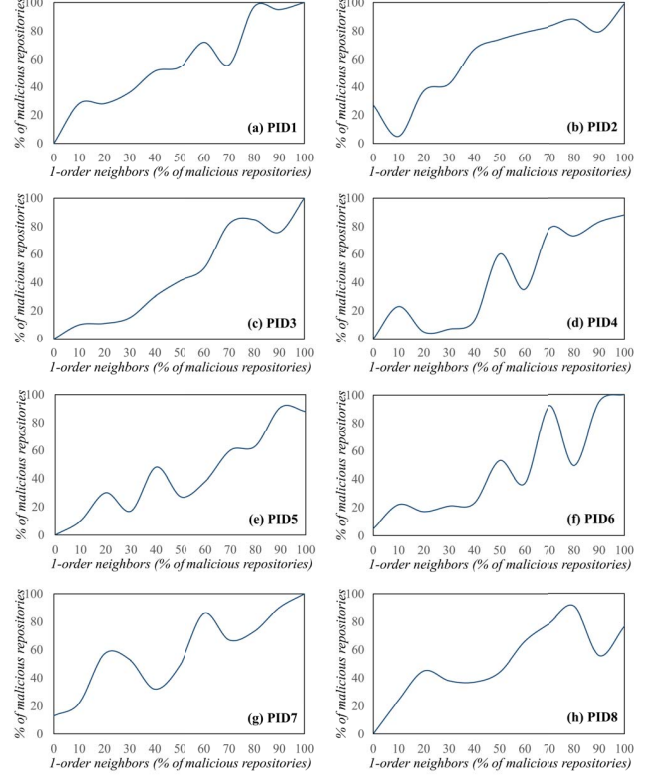 % of malicious repositories
100
80
60
40
20
0
(a) PID1
0 10 20 30 40 50 60 70 80 90 100
1-order neighbors (% of malicious repositories)
% of malicious repositories
100
80
60
40
20
0
(b) PID2
0 10 20 30 40 50 60 70 80 90 100
1-order neighbors (% of malicious repositories)
% of malicious repositories
100
80
60
40
20
0
(c) PID3
0 10 20 30 40 50 60 70 80 90 100
1-order neighbors (% of malicious repositories)
% of malicious repositories
100
80
60
40
20
0
(d) PID4
0 10 20 30 40 50 60 70 80 90 100
1-order neighbors (% of malicious repositories)
% of malicious repositories
100
80
60
40
20
0
(e) PID5
0 10 20 30 40 50 60 70 80 90 100
1-order neighbors (% of malicious repositories)
% of malicious repositories
100
80
60
40
20
0
(f) PID6
0 10 20 30 40 50 60 70 80 90 100
1-order neighbors (% of malicious repositories)
% of malicious repositories
100
80
60
40
20
0
(g) PID7
0 10 20 30 40 50 60 70 80 90 100
1-order neighbors (% of malicious repositories)
% of malicious repositories
100
80
60
40
20
0
(h) PID8
0 10 20 30 40 50 60 70 80 90 100
1-order neighbors (% of malicious repositories)